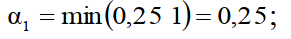 α₁ = min(0,25 1) = 0,25;